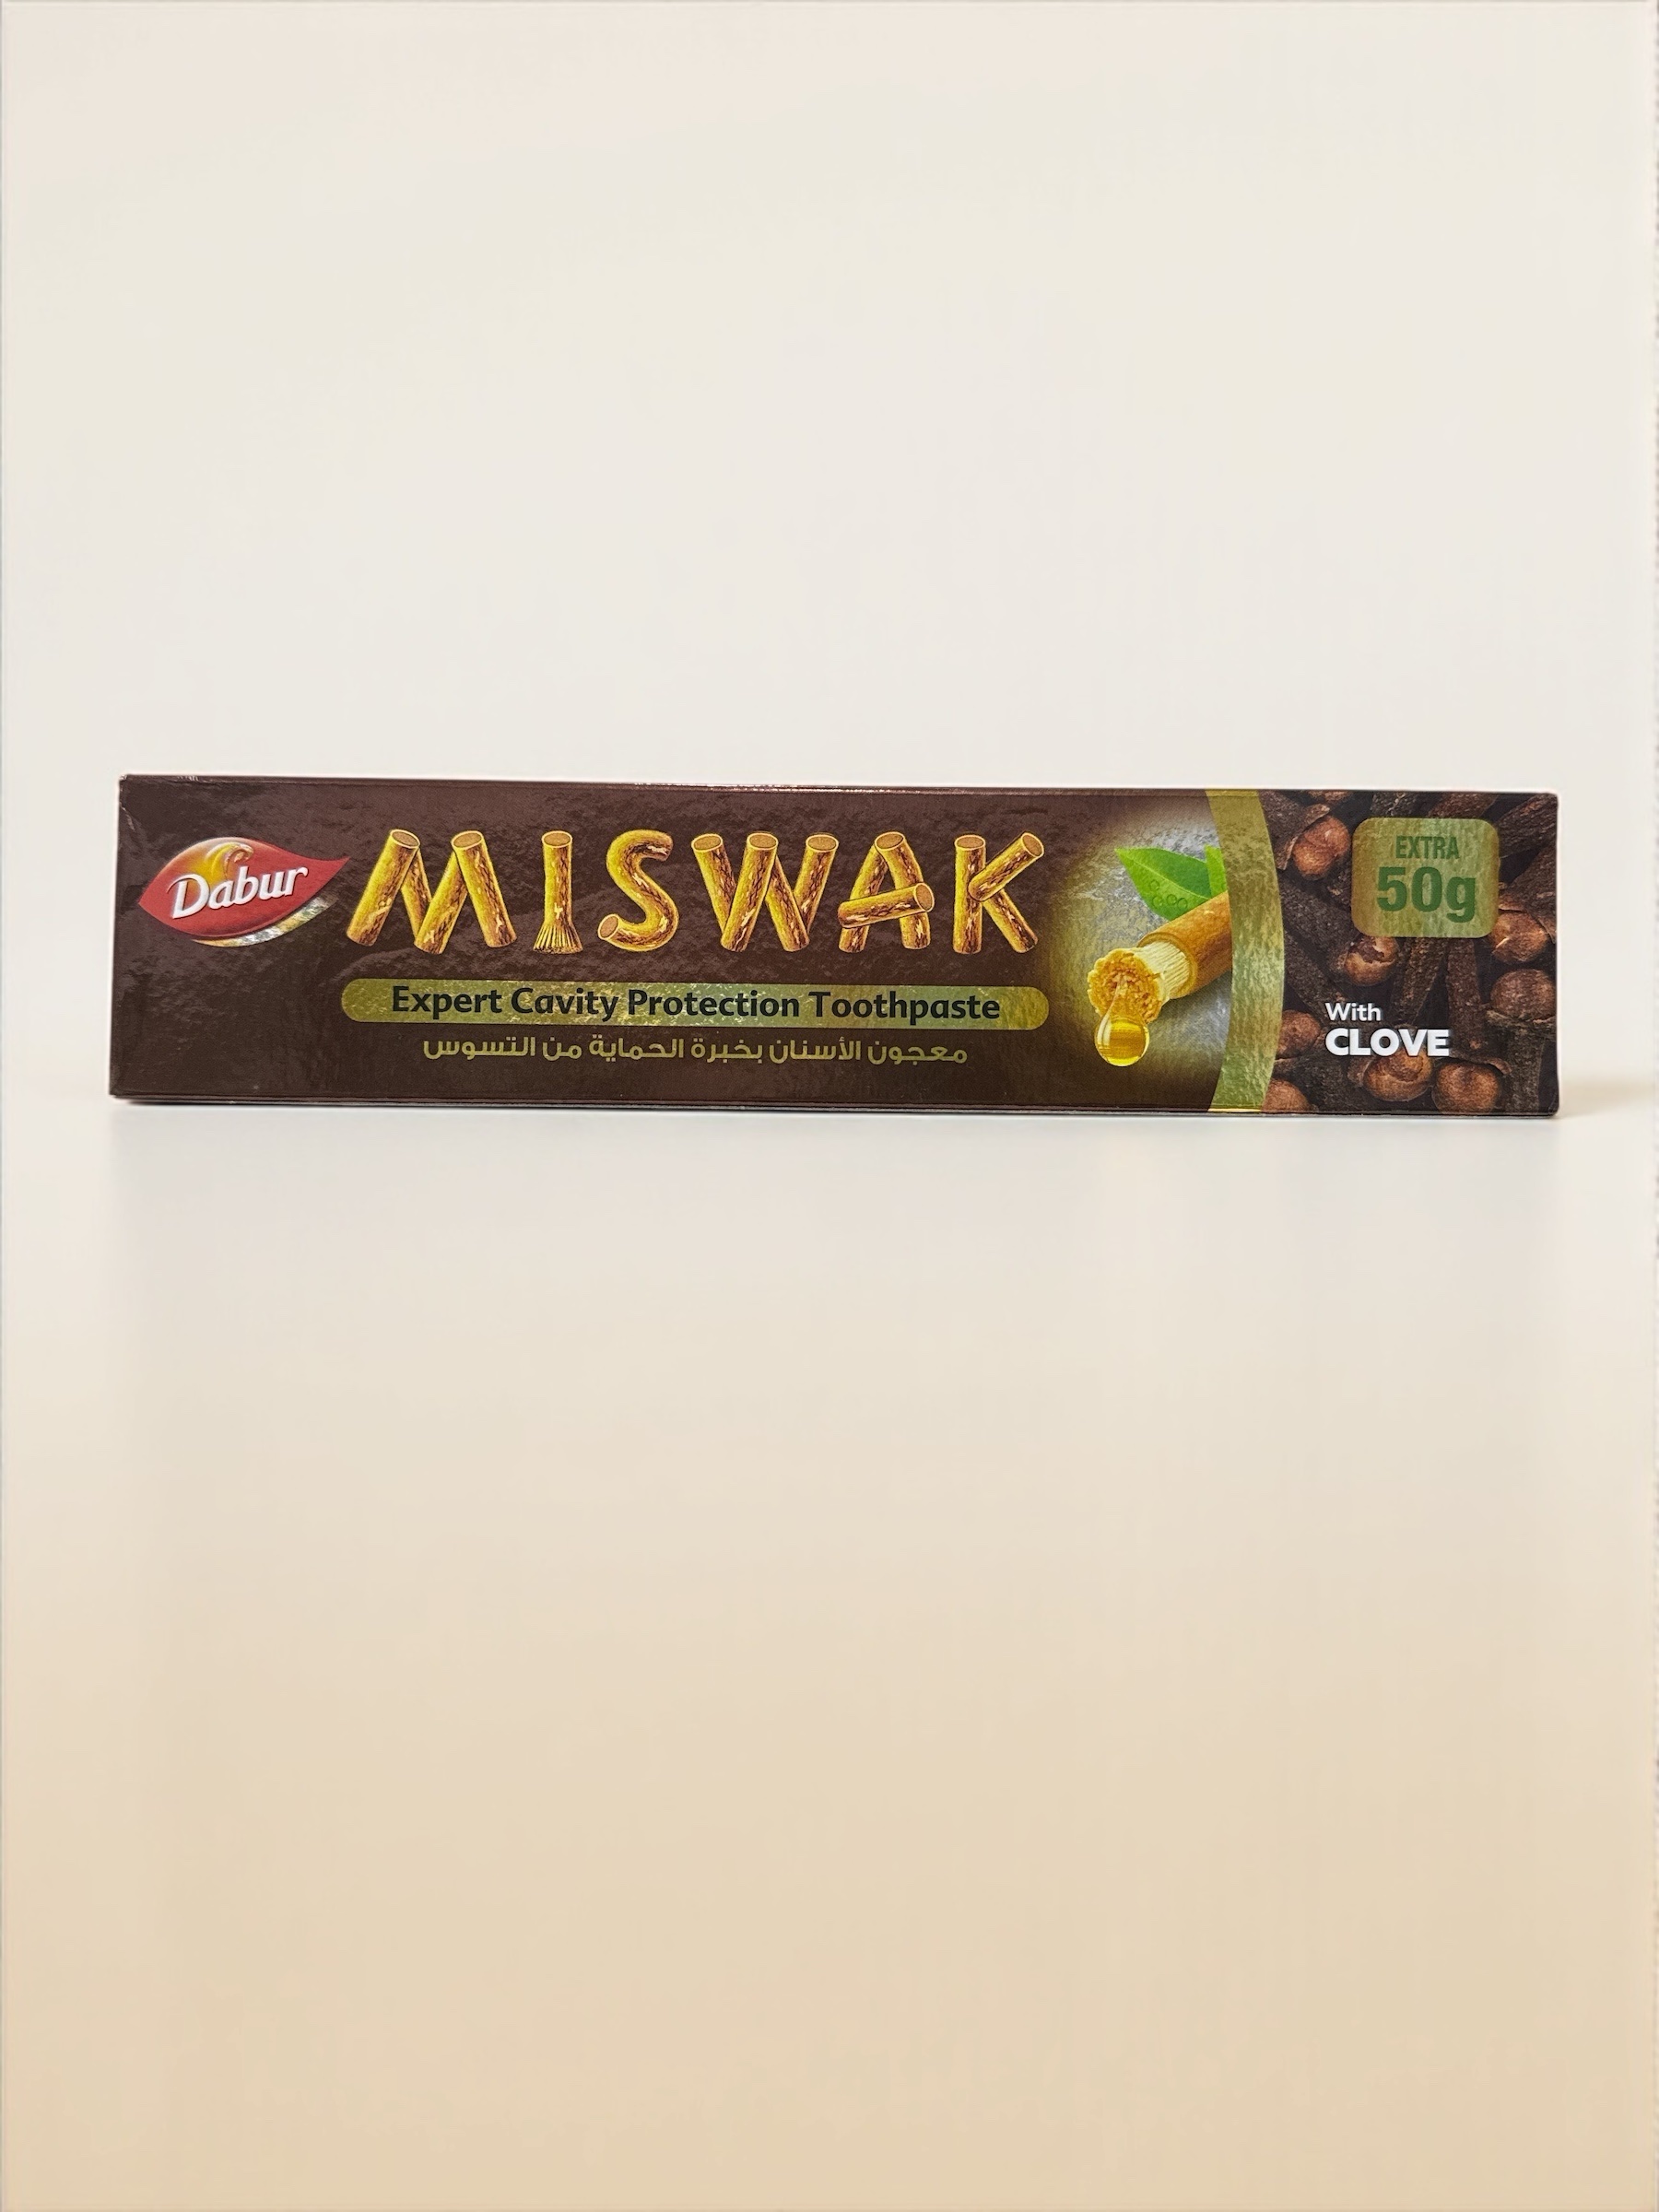 Dabur
MISWAK
Expert Cavity Protection Toothpaste
معجون الأسنان بخبرة الحماية من التسوس
EXTRA
50g
With
CLOVE